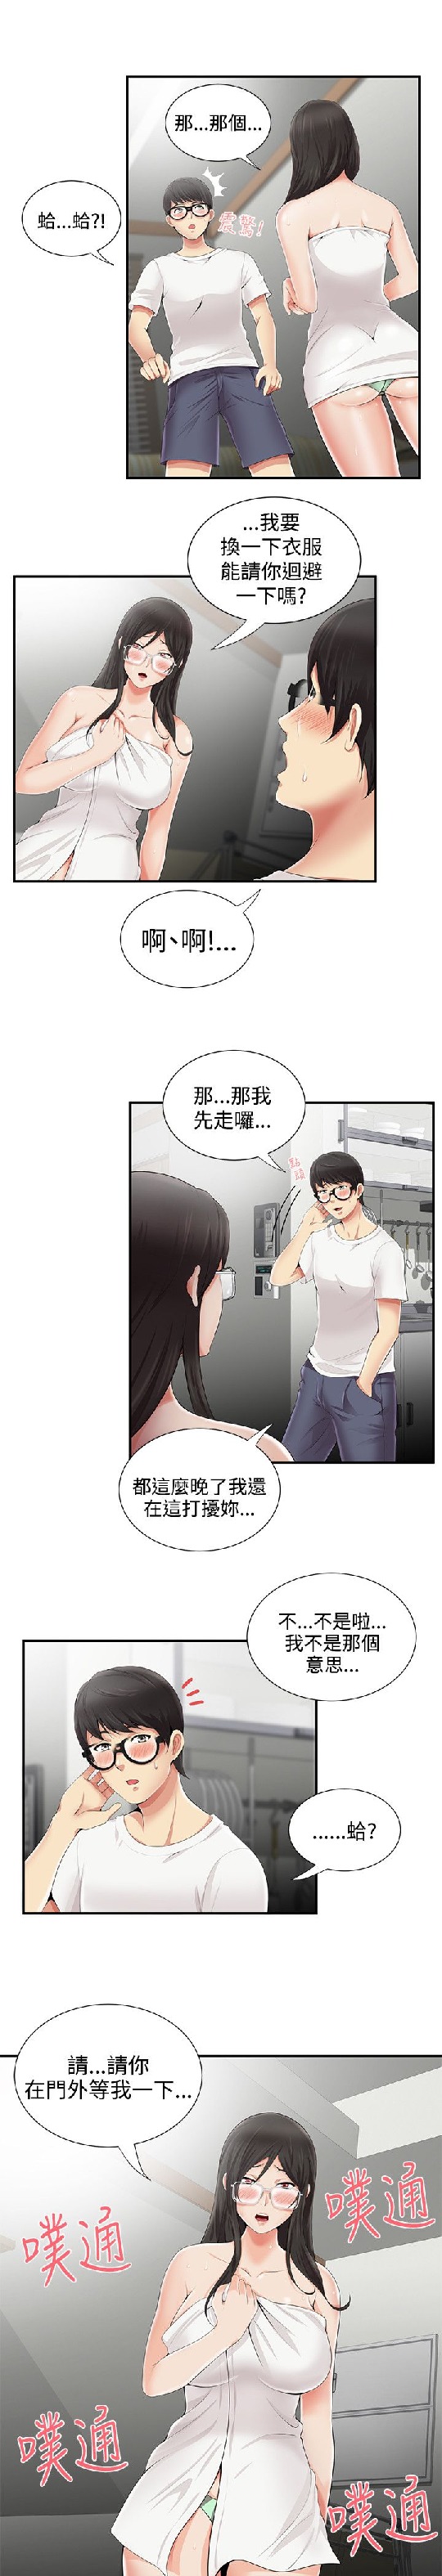 那...那個...
蛤...蛤?!
震驚!
...我要
換一下衣服
能請你迴避
一下嗎?
啊、啊!...
那...那我
先走囉...
點頭
都這麼晚了我還
在這打擾妳...
不...不是啦...
我不是那個
意思...
......蛤?
請...請你
在門外等我一下...
噗通
噗通
噗通
噗通